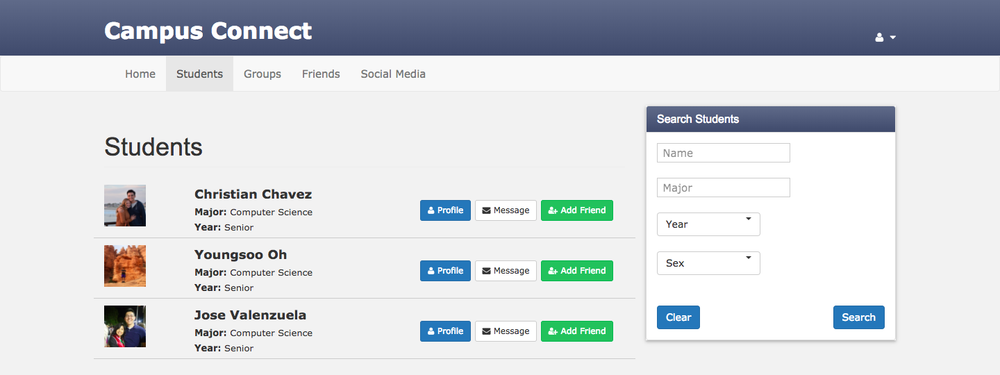 Campus Connect
Home Students Groups Friends Social Media
Students
Christian Chavez
Major: Computer Science
Year: Senior
Profile Message Add Friend
Youngsoo Oh
Major: Computer Science
Year: Senior
Profile Message Add Friend
Jose Valenzuela
Major: Computer Science
Year: Senior
Profile Message Add Friend
Search Students
Name
Major
Year
Sex
Clear Search